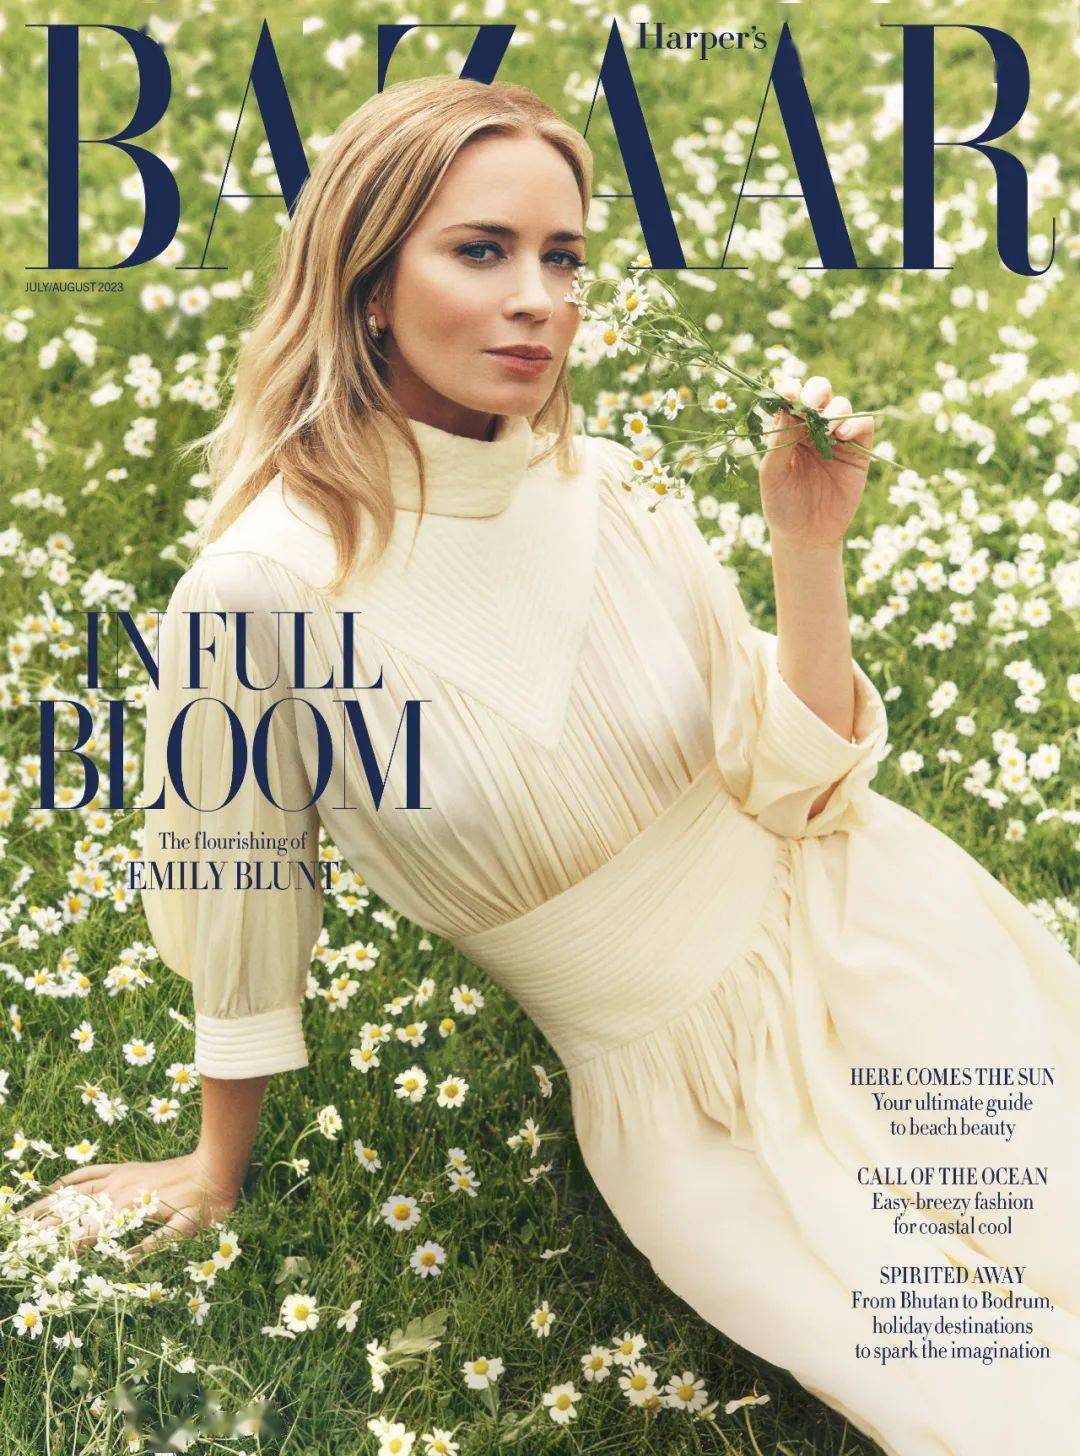 Harper's
BAZAAR
JULY/AUGUST 2023
IN FULL
BLOOM
The flourishing of
EMILY BLUNT
HERE COMES THE SUN
Your ultimate guide
to beach beauty
CALL OF THE OCEAN
Easy-breezy fashion
for coastal cool
SPIRITED AWAY
From Bhutan to Bodrum,
holiday destinations
to spark the imagination